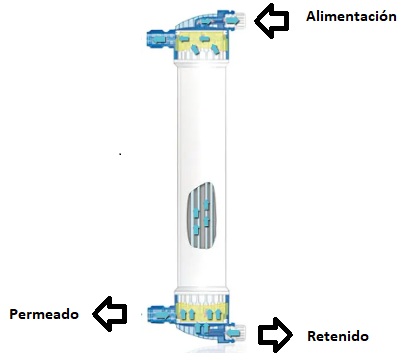 Alimentación
Permeado
Retenido